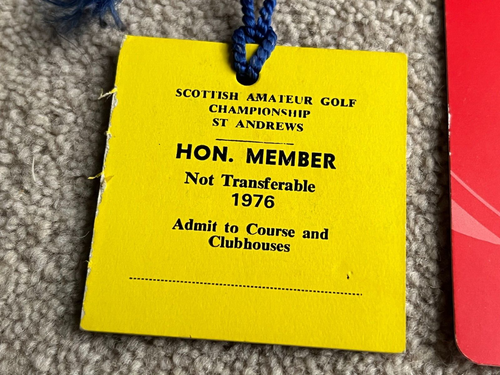 SCOTTISH AMATEUR GOLF
CHAMPIONSHIP
ST ANDREWS
HON. MEMBER
Not Transferable
1976
Admit to Course and
Clubhouses